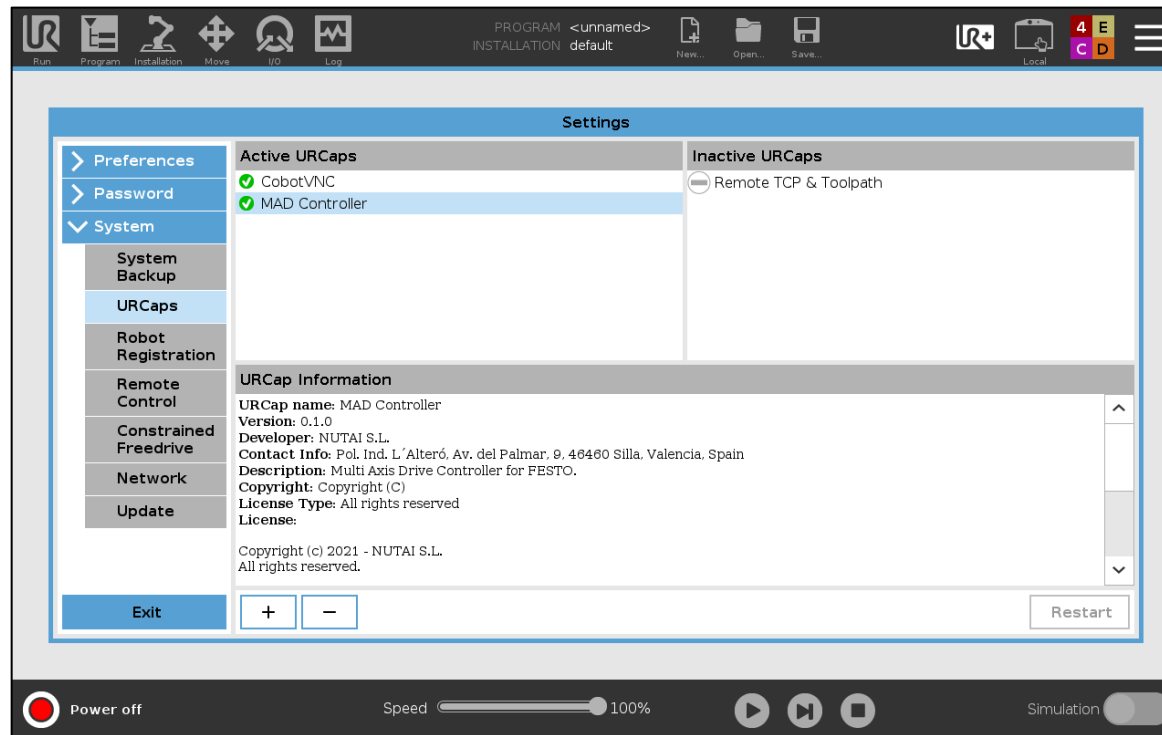 PROGRAM <unnamed>
INSTALLATION default
UR
Run
Program
Installation
Move
I/O
Log
New...
Open...
Save...
UR+
Local
4 E
C D
Settings
Preferences
Password
System
System
Backup
URCaps
Robot
Registration
Remote
Control
Constrained
Freedrive
Network
Update
Exit
Active URCaps
CobotVNC
MAD Controller
Inactive URCaps
Remote TCP & Toolpath
URCap Information
URCap name: MAD Controller
Version: 0.1.0
Developer: NUTAI S.L.
Contact Info: Pol. Ind. L´Alteró, Av. del Palmar, 9, 46460 Silla, Valencia, Spain
Description: Multi Axis Drive Controller for FESTO.
Copyright: Copyright (C)
License Type: All rights reserved
License:
Copyright (c) 2021 - NUTAI S.L.
All rights reserved.
+
−
Restart
Power off
Speed
100%
Simulation